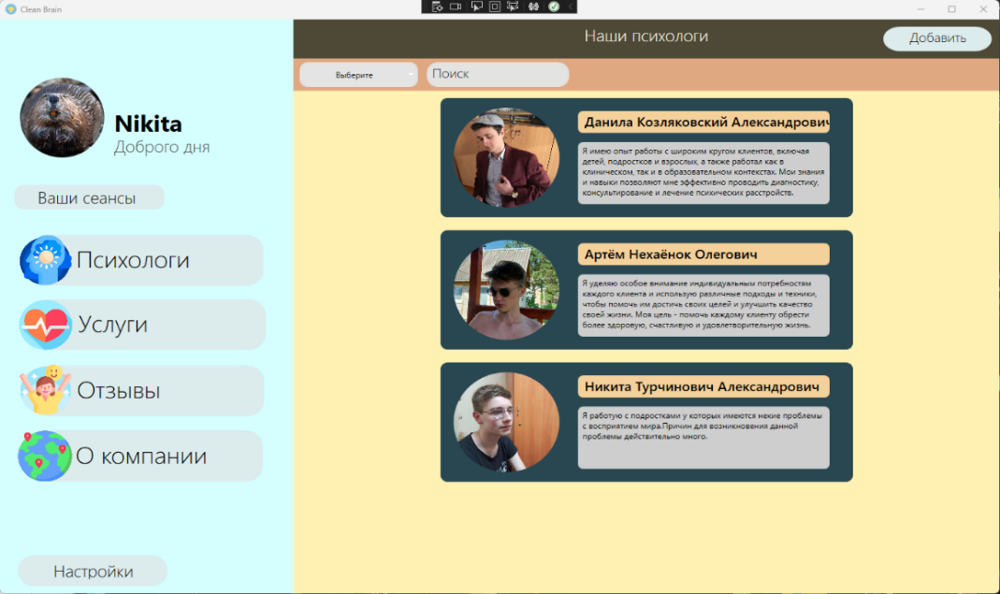 Clean Brain
Nikita
Доброго дня
Ваши сеансы
Психологи
Услуги
Отзывы
О компании
Настройки
Наши психологи
Добавить
Выберите
Поиск
Данила Козляковский Александрович
Я имею опыт работы с широким кругом клиентов, включая
детей, подростков и взрослых, а также работал как в
клиническом, так и в образовательном контекстах. Мои знания
и навыки позволяют мне эффективно проводить диагностику,
консультирование и лечение психических расстройств.
Артём Нехаёнок Олегович
Я уделяю особое внимание индивидуальным потребностям
каждого клиента и использую различные подходы и техники,
чтобы помочь им достичь своих целей и улучшить качество
своей жизни. Моя цель - помочь каждому клиенту обрести
более здоровую, счастливую и удовлетворительную жизнь.
Никита Турчинович Александрович
Я работую с подростками у которых имеются некие проблемы
с восприятием мира.Причин для возникновения данной
проблемы действительно много.